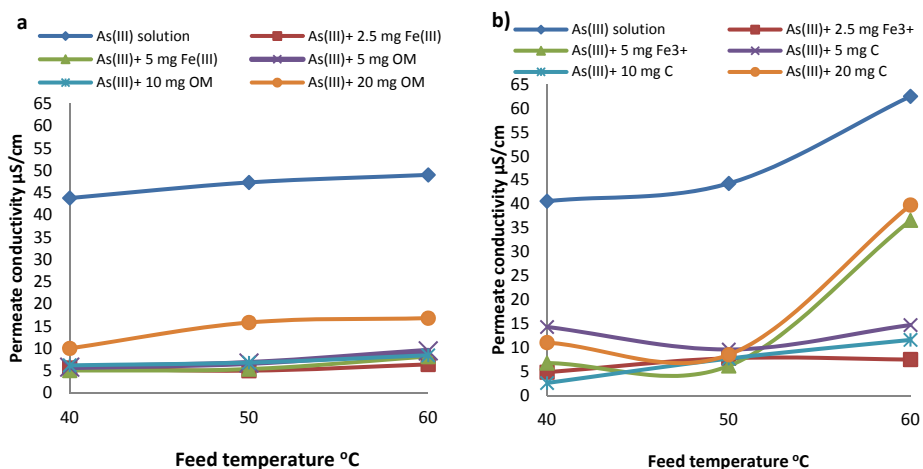 a
As(III) solution
As(III)+ 2.5 mg Fe(III)
As(III)+ 5 mg Fe(III)
As(III)+ 5 mg OM
As(III)+ 10 mg OM
As(III)+ 20 mg OM
65
65
60
55
50
45
40
35
30
25
20
15
10
5
0
Permeate conductivity µS/cm
40
50
60
Feed temperature °C
b)
As(III) solution
As(III)+ 2.5 mg Fe3+
As(III)+ 5 mg Fe3+
As(III)+ 5 mg C
As(III)+ 10 mg C
As(III)+ 20 mg C
65
60
55
50
45
40
35
30
25
20
15
10
5
0
Permeate conductivity µS/cm
40
50
60
Feed temperature °C